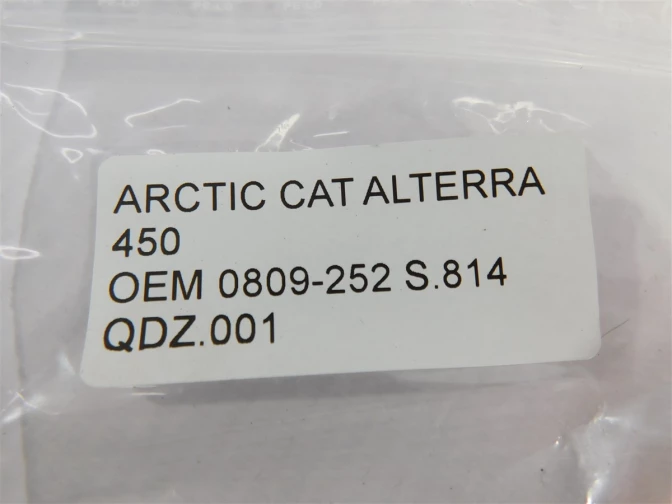 ARCTIC CAT ALTERRA
450
OEM 0809-252 S.814
QDZ.001